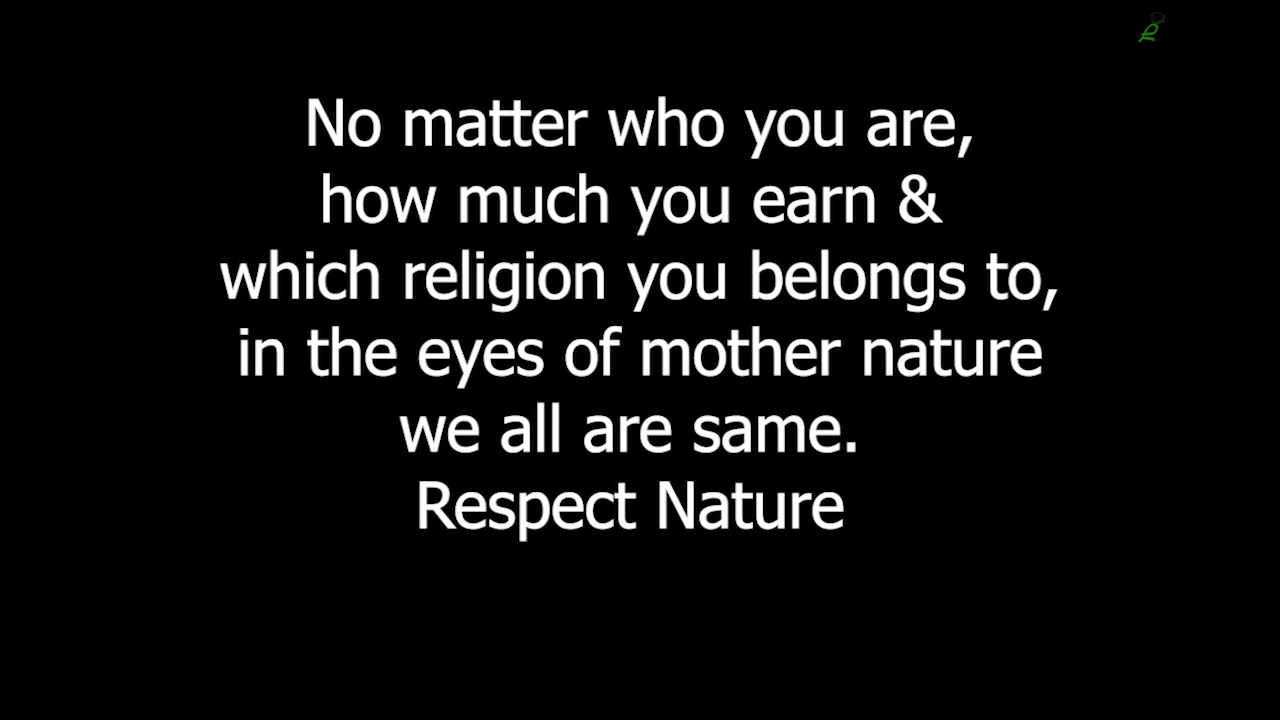 No matter who you are,
how much you earn &
which religion you belongs to,
in the eyes of mother nature
we all are same.
Respect Nature